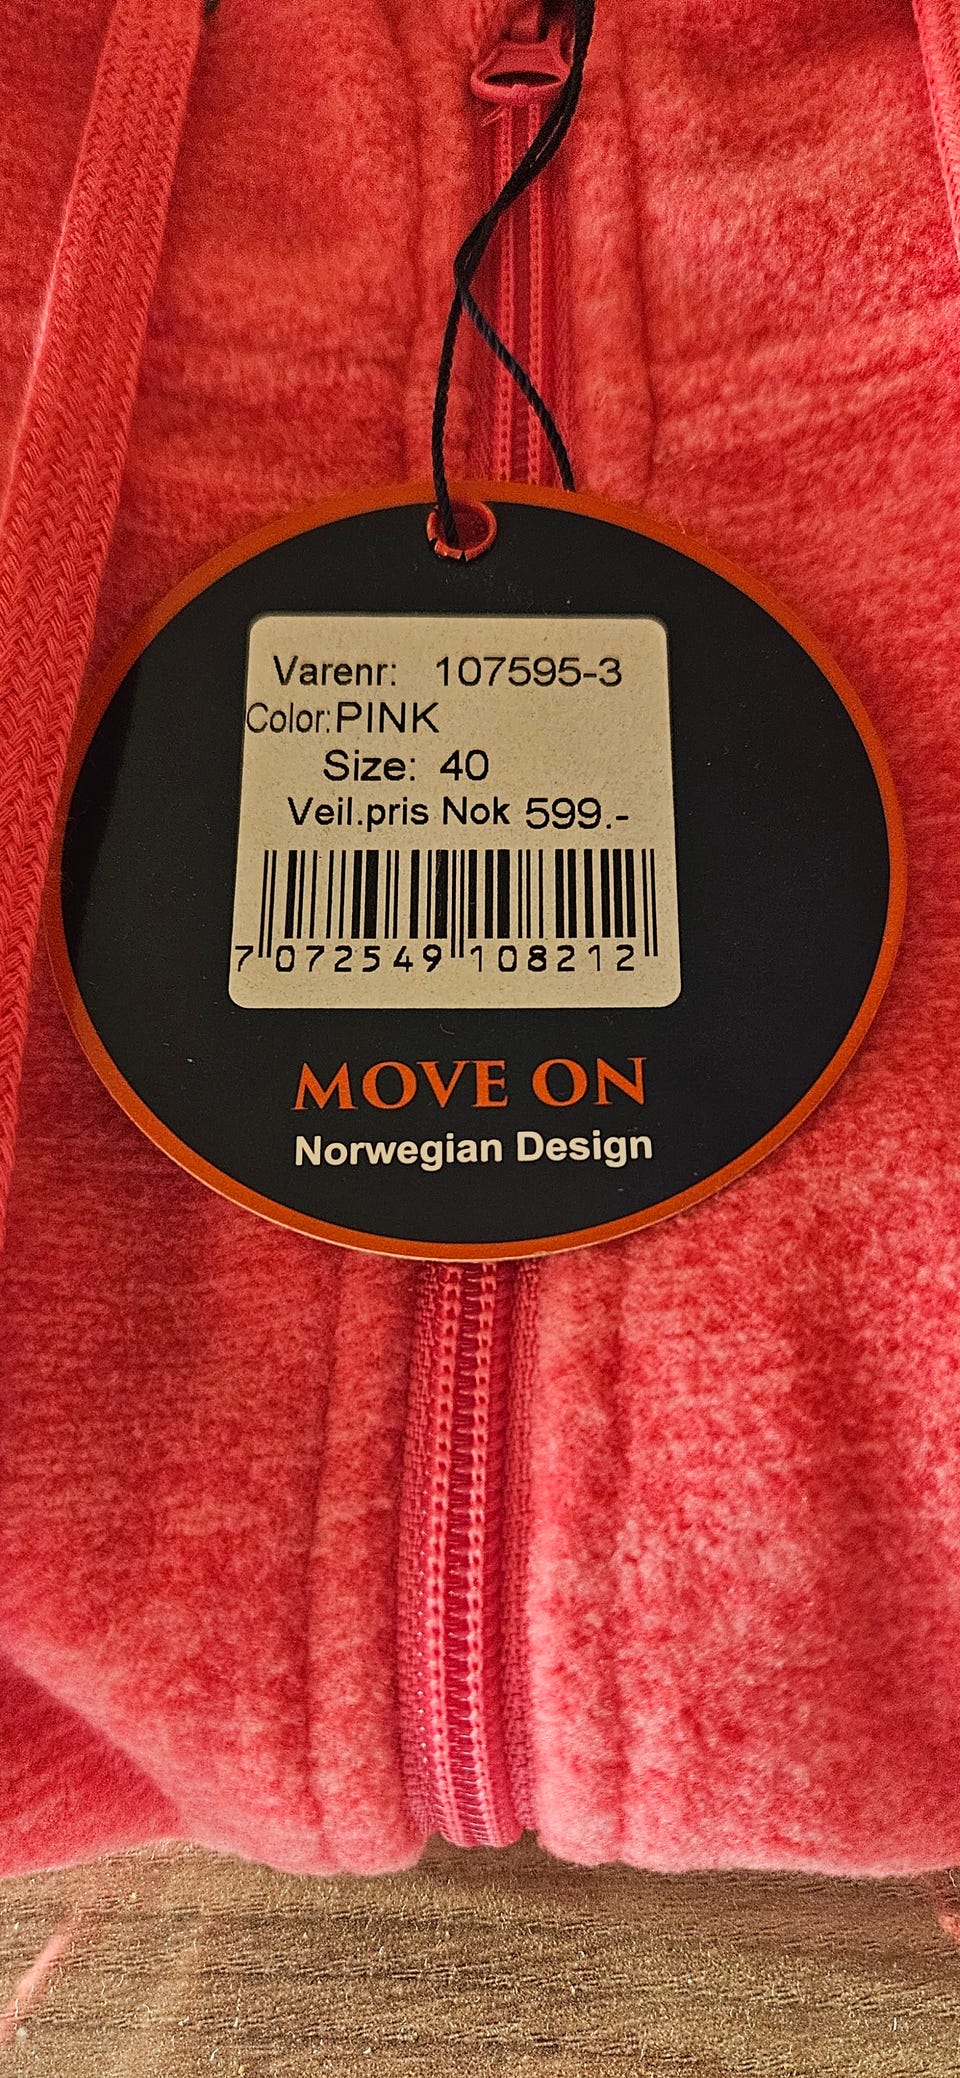 Varenr: 107595-3
Color:PINK
Size: 40
Veil.pris Nok 599.-
7 072549 108212
MOVE ON
Norwegian Design